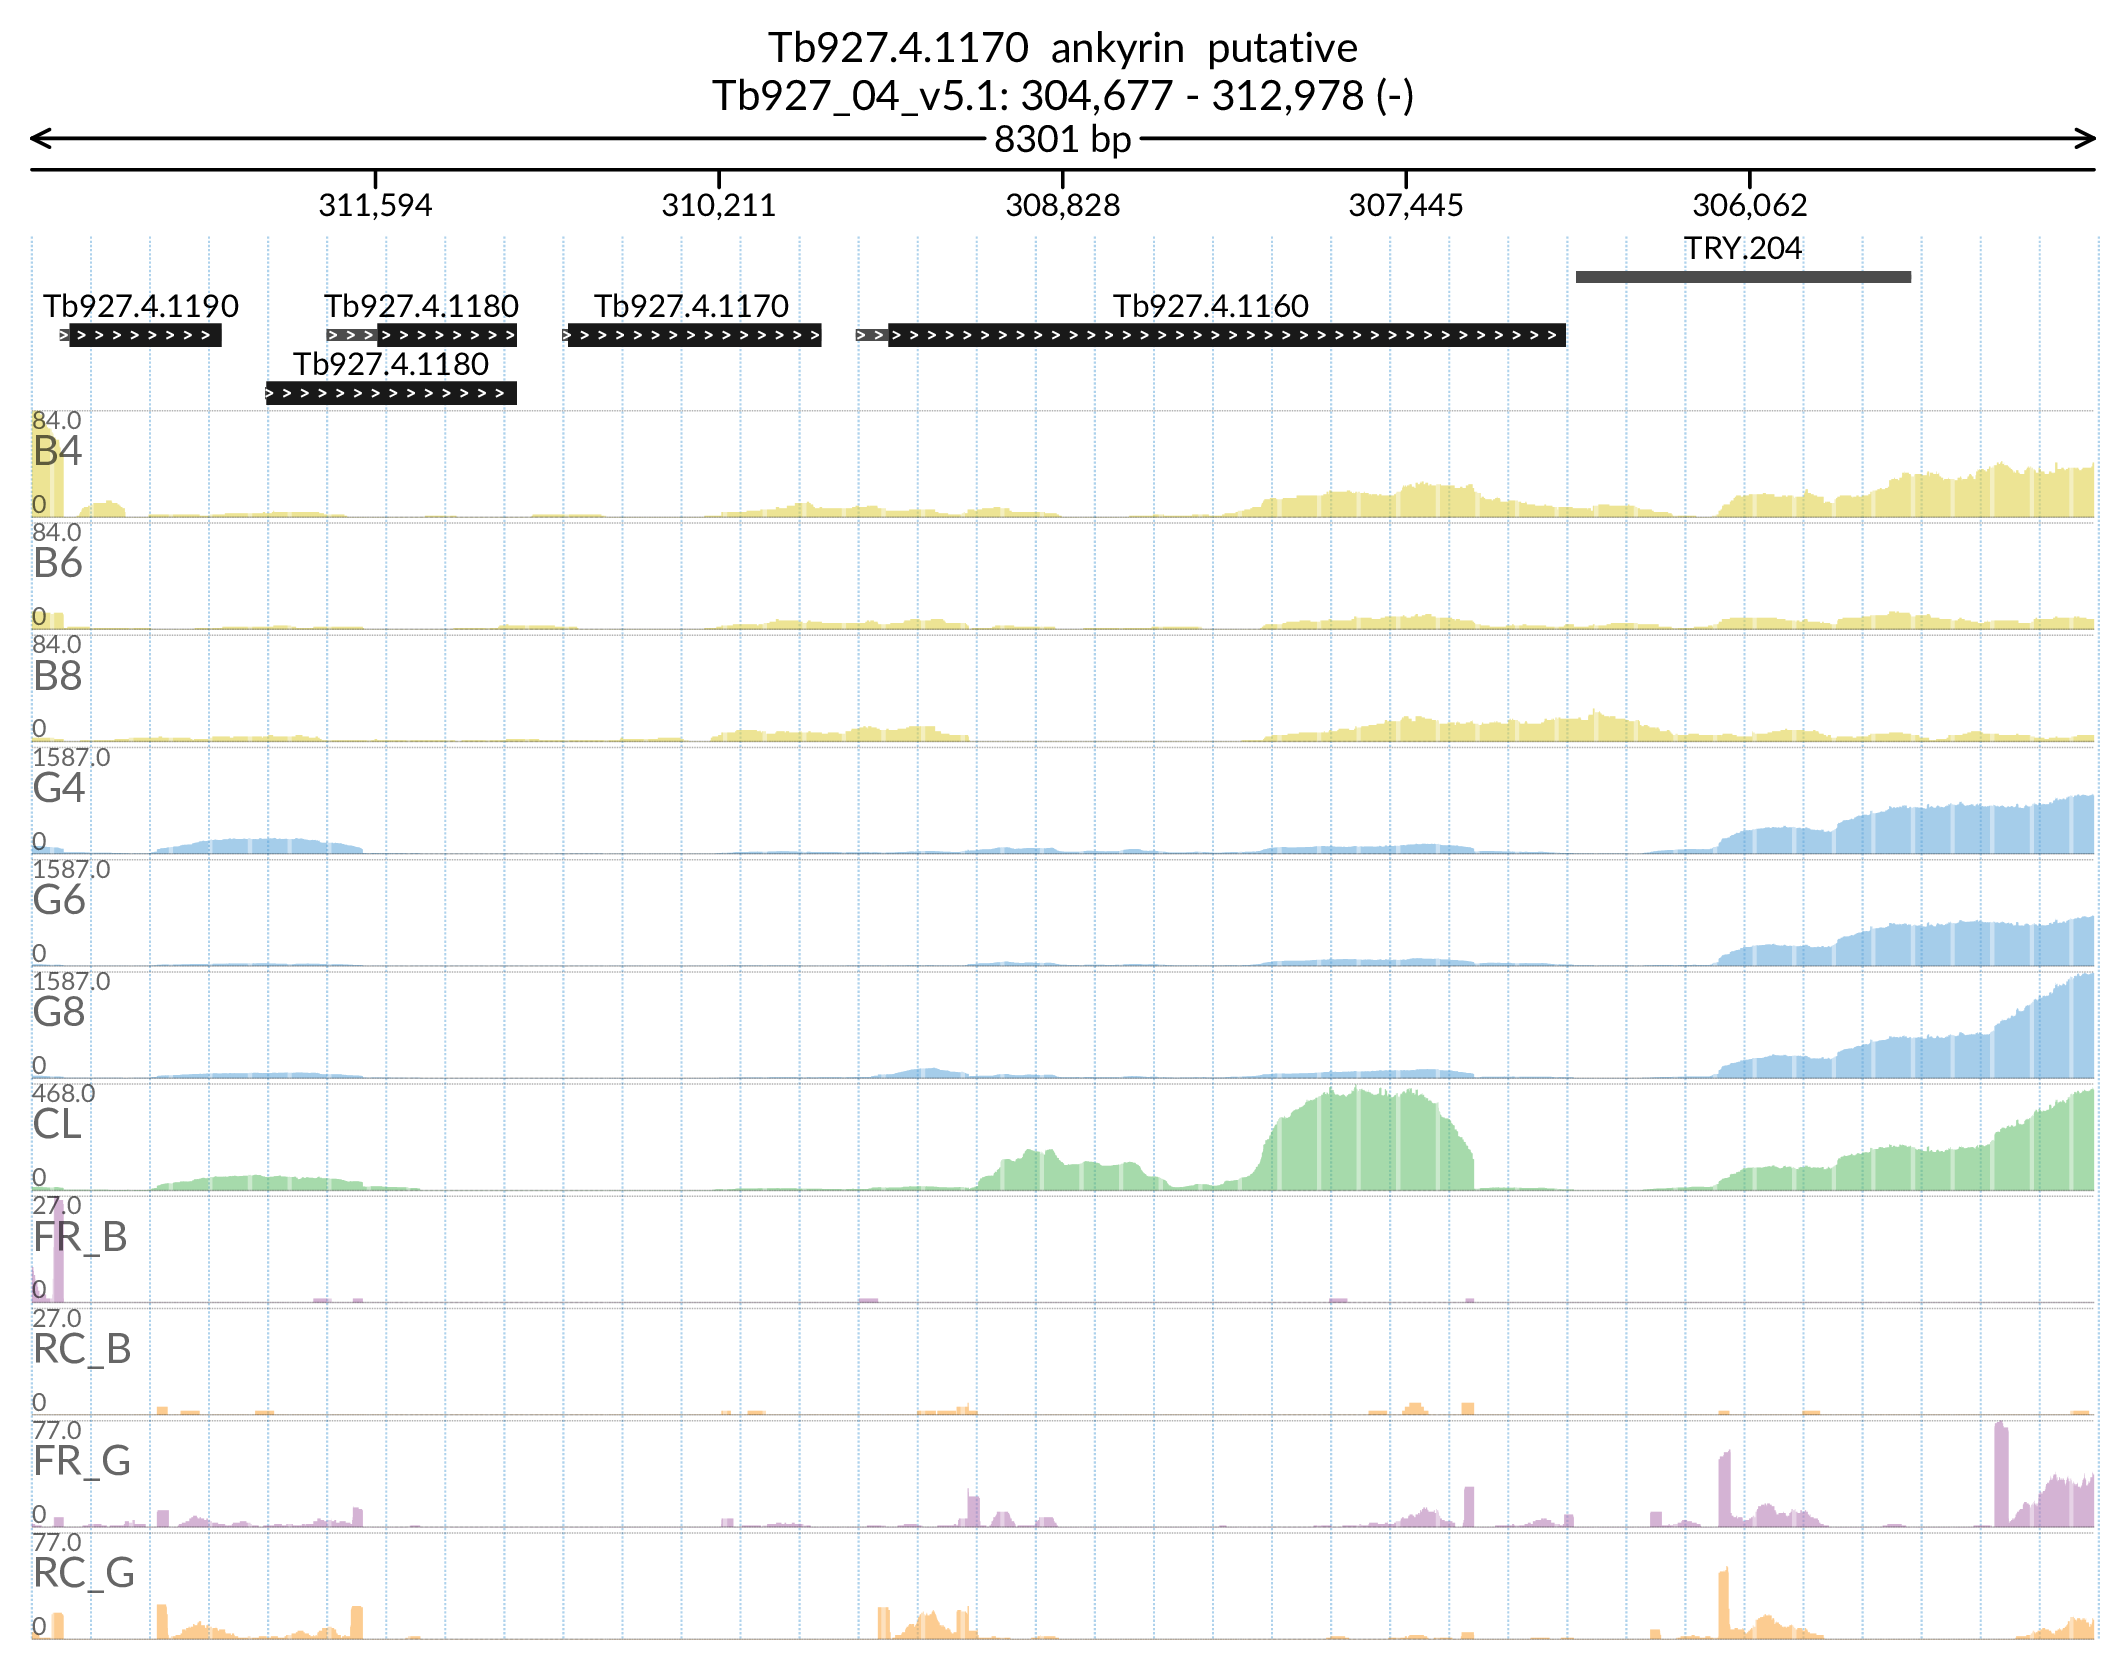 Tb927.4.1170 ankyrin putative
Tb927_04_v5.1: 304,677 - 312,978 (-)
8301 bp
311,594 310,211 308,828 307,445 306,062
TRY.204
Tb927.4.1190 Tb927.4.1180 Tb927.4.1170 Tb927.4.1160
Tb927.4.1180
84.0
B4
0
84.0
B6
0
84.0
B8
0
1587.0
G4
0
1587.0
G6
0
1587.0
G8
0
468.0
CL
0
27.0
FR_B
0
27.0
RC_B
0
77.0
FR_G
0
77.0
RC_G
0